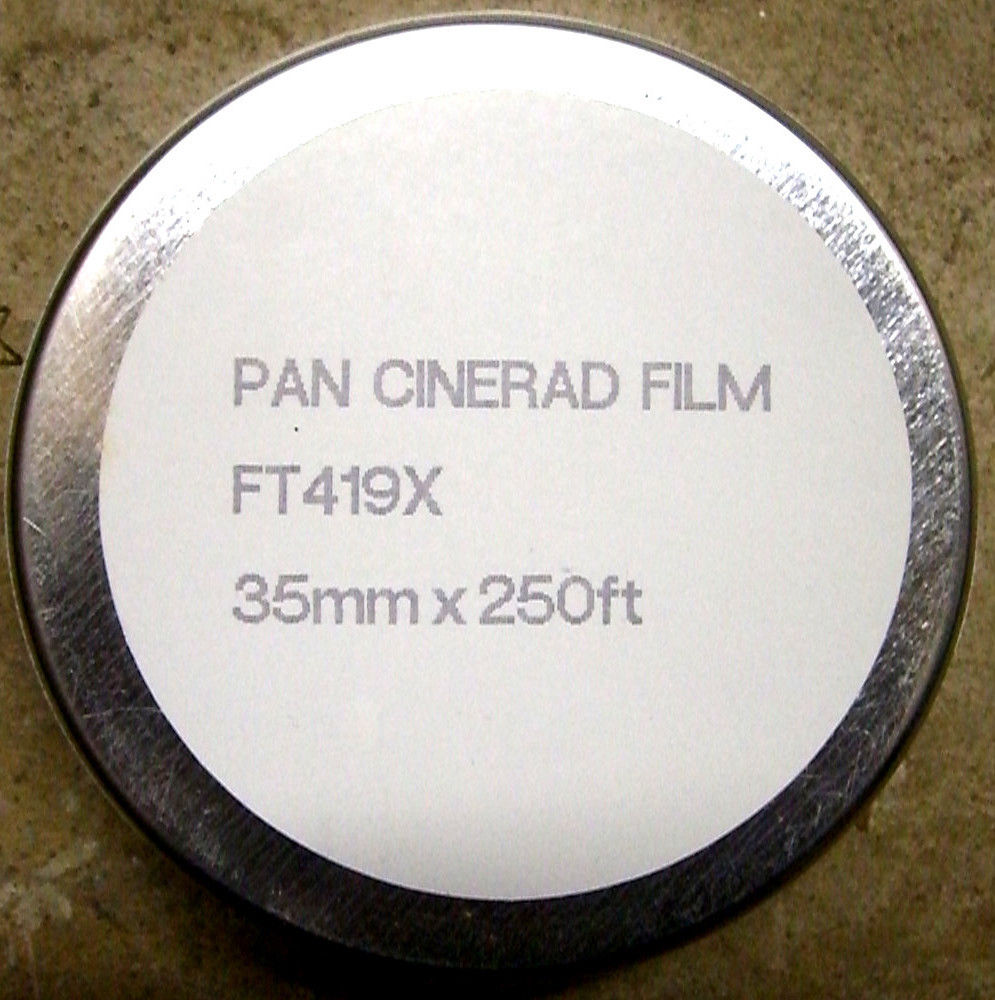 PAN CINERAD FILM
FT419X
35mm x 250ft